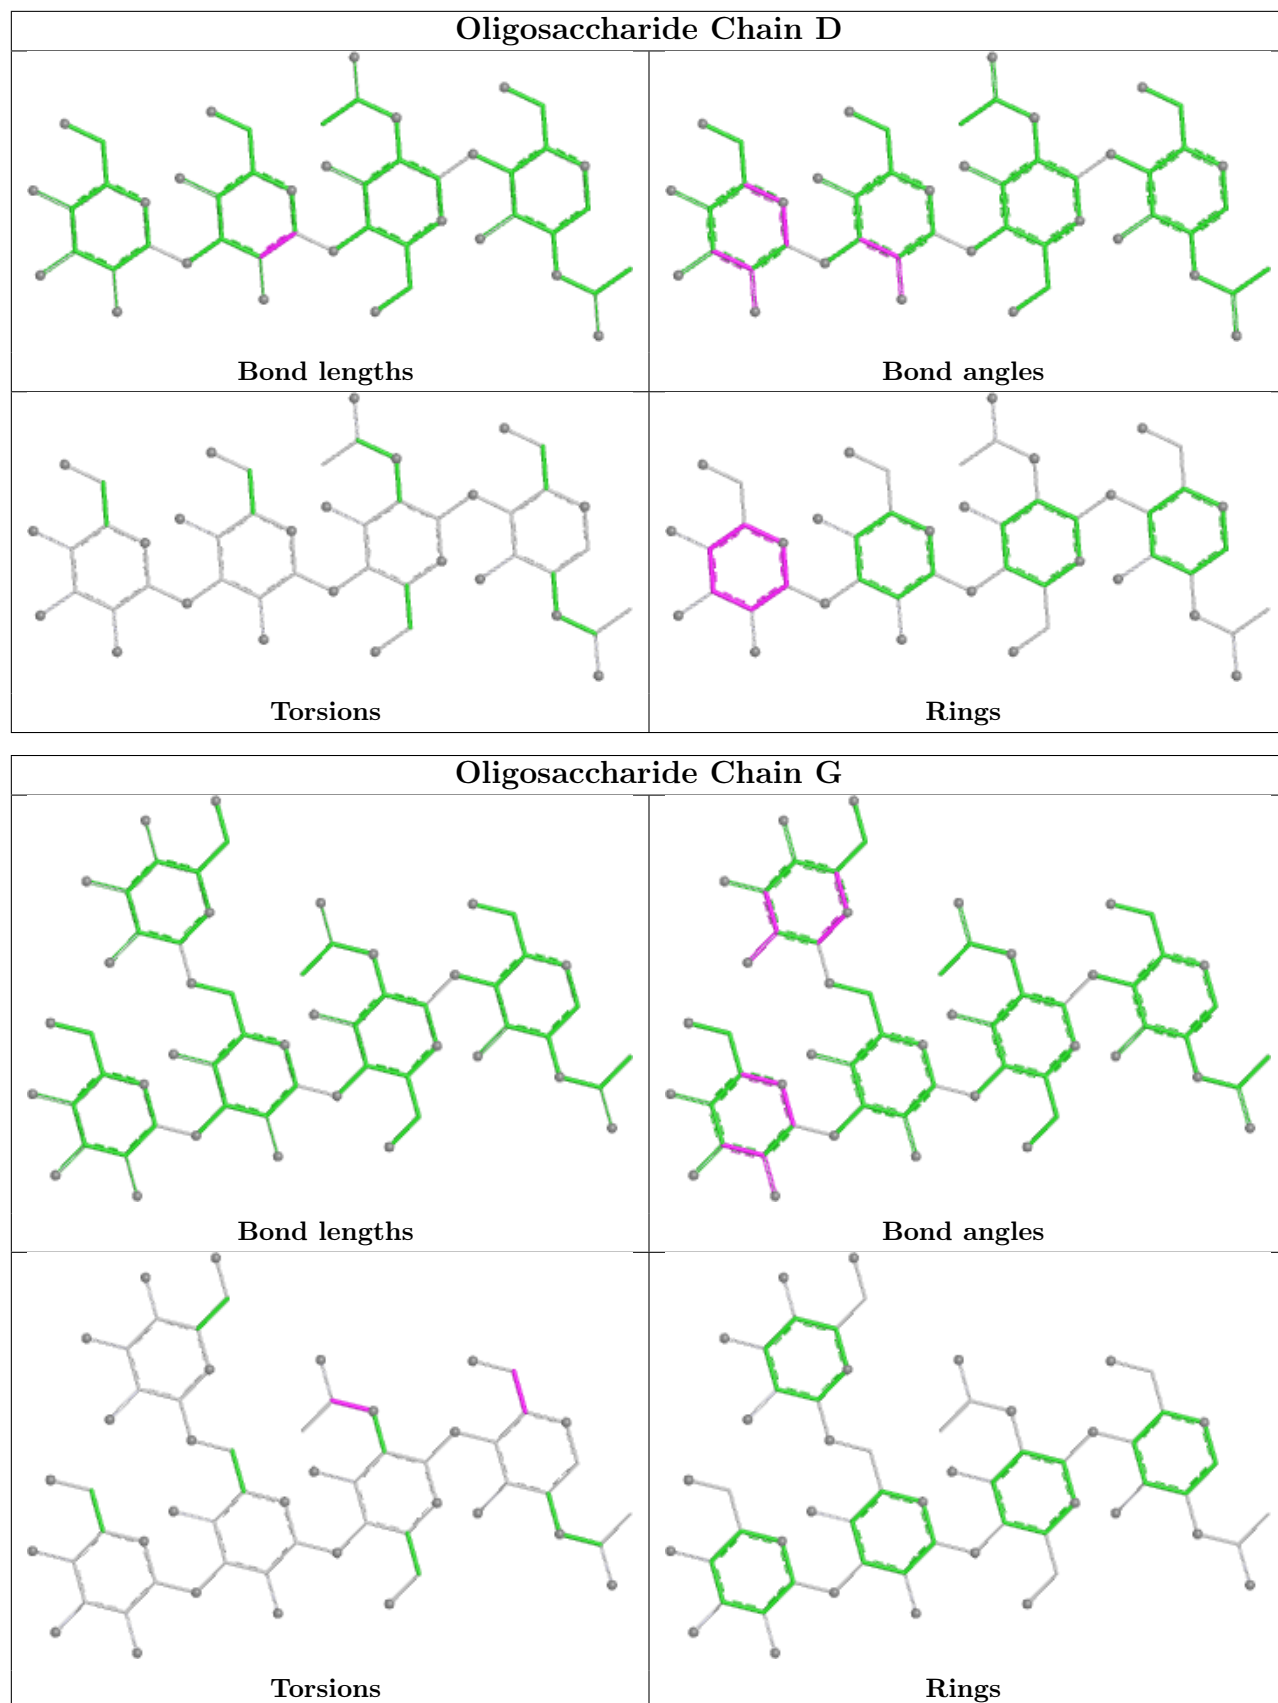 Oligosaccharide Chain D
Bond lengths
Bond angles
Torsions
Rings
Oligosaccharide Chain G
Bond lengths
Bond angles
Torsions
Rings